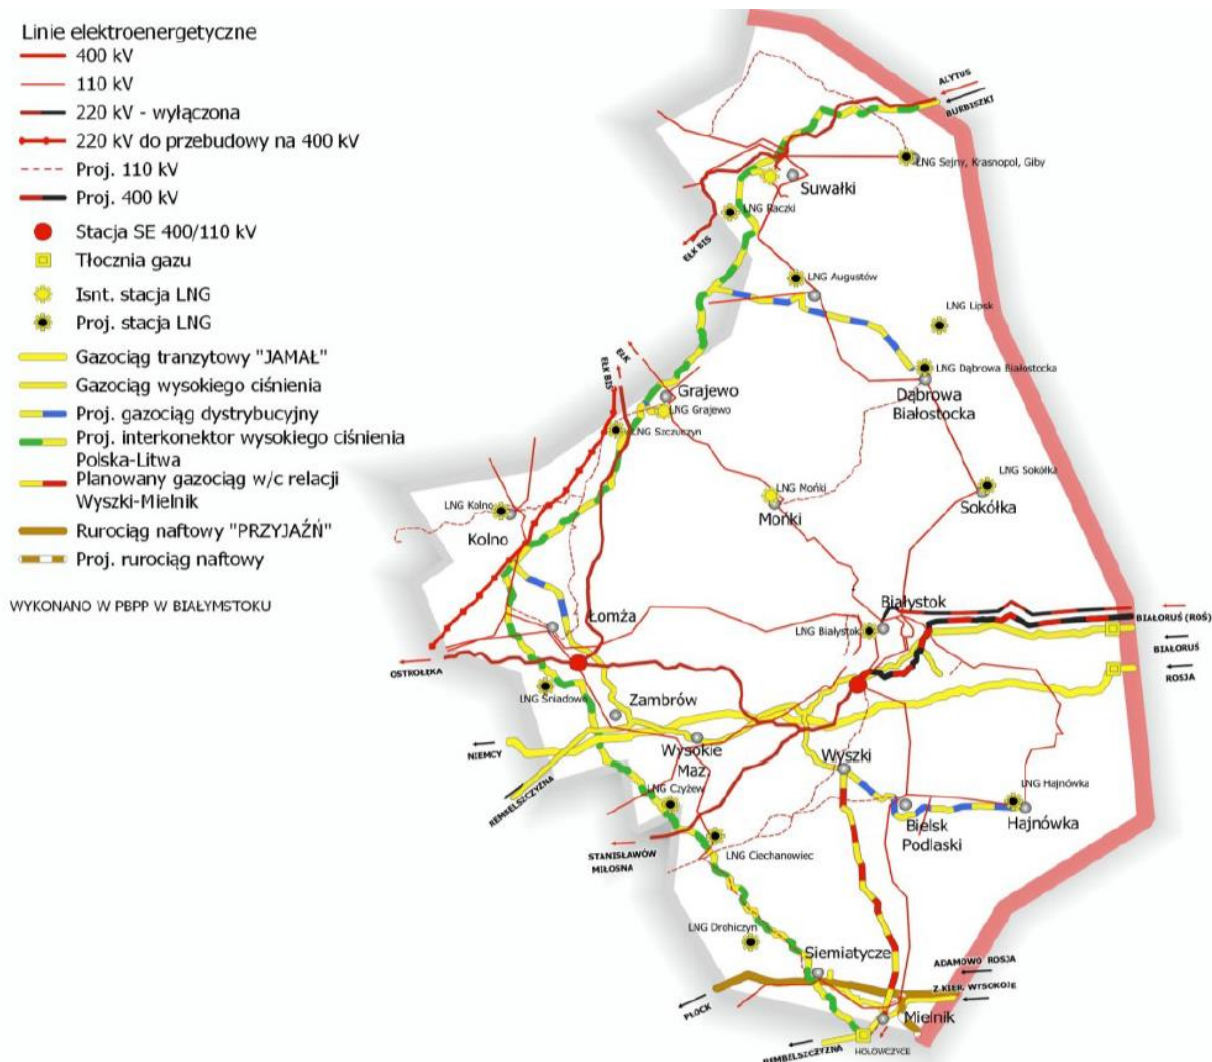 Linie elektroenergetyczne
400 kV
110 kV
220 kV - wyłączona
220 kV do przebudowy na 400 kV
Proj. 110 kV
Proj. 400 kV
Stacja SE 400/110 kV
Tłocznia gazu
Isnt. stacja LNG
Proj. stacja LNG
Gazociąg tranzytowy "JAMAŁ"
Gazociąg wysokiego ciśnienia
Proj. gazociąg dystrybucyjny
Proj. interkonektor wysokiego ciśnienia
Polska-Litwa
Planowany gazociąg w/c relacji
Wyszki-Mielnik
Rurociąg naftowy "PRZYJAŹŃ"
Proj. rurociąg naftowy
WYKONANO W PBPP W BIAŁYMSTOKU
ALYTUS
BURBISZKI
LNG Sejny, Krasnopol, Giby
Suwałki
LNG Raczki
EŁK BIS
LNG Augustów
LNG Lipsk
EŁK
EŁK BIS
LNG Dąbrowa Białostocka
Grajewo
Dąbrowa
Białostocka
LNG Grajewo
LNG Szczuczyn
LNG Sokółka
LNG Mońki
LNG Kolno
Sokółka
Mońki
Kolno
Białystok
Łomża
BIAŁORUŚ (ROŚ)
LNG Białystok
BIAŁORUŚ
OSTROŁĘKA
ROSJA
LNG Śniadowo
Zambrów
NIEMCY
Wysokie
Maz.
Wyszki
LNG Hajnówka
LNG Czyżew
REMBELSZCZYZNA
Hajnówka
Bielsk
Podlaski
STANISŁAWÓW
MIŁOSNA
LNG Ciechanowiec
LNG Drohiczyn
Siemiatycze
ADAMOWO ROSJA
Z KIER. WYSOKOJE
PŁOCK
Mielnik
HOŁOWCZYCE
REMBELSZCZYZNA